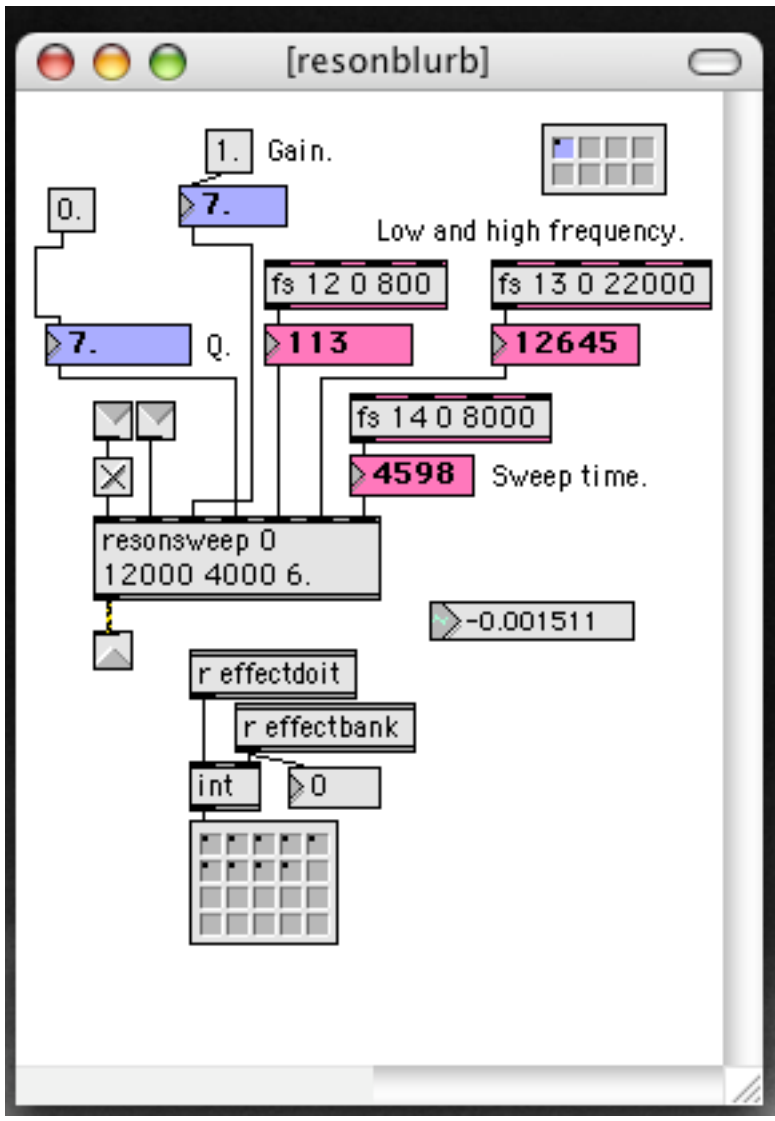 [resonblurb]
1.
Gain.
0.
7.
Low and high frequency.
fs 12 0 800
fs 13 0 22000
7.
Q.
113
12645
fs 14 0 8000
4598
Sweep time.
resonsweep 0
12000 4000 6.
-0.001511
r effectdoit
r effectbank
int
0